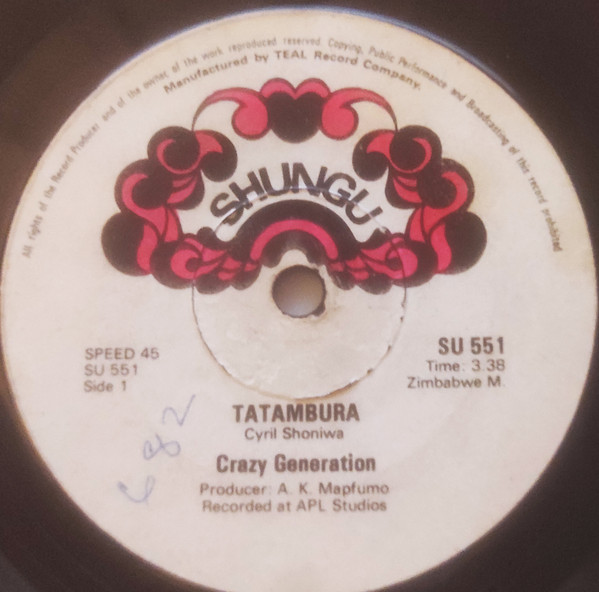 All rights of the Record Producer and of the owner of the work reproduced reserved. Copying, Public Performance and Broadcasting of this record prohibited
Manufactured by TEAL Record Company.
SHUNGU
SPEED 45
SU 551
Side 1
SU 551
Time: 3.38
Zimbabwe M.
TATAMBURA
Cyril Shoniwa
Crazy Generation
Producer: A. K. Mapfumo
Recorded at APL Studios